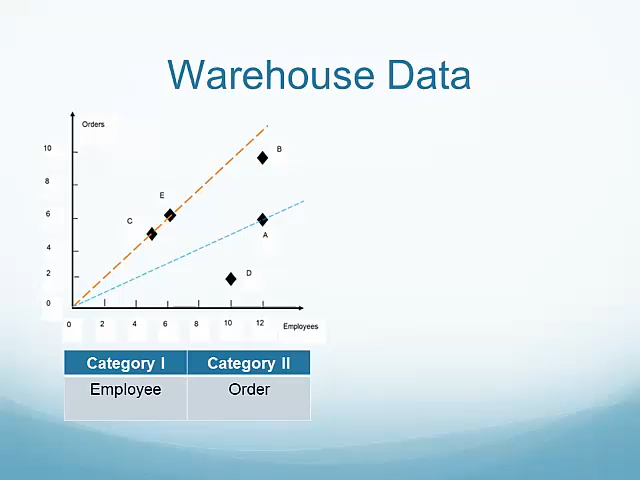 Warehouse Data
Orders
10
8
6
4
2
0
B
E
C
A
D
0 2 4 6 8 10 12 Employees
Category I Category II
Employee Order